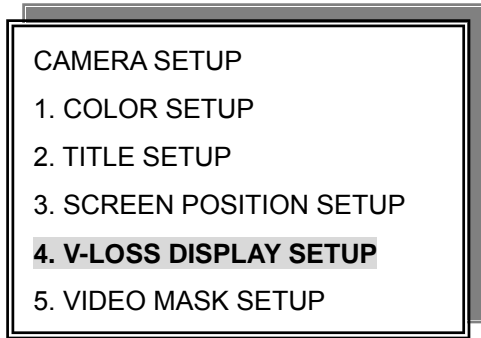 CAMERA SETUP
1. COLOR SETUP
2. TITLE SETUP
3. SCREEN POSITION SETUP
4. V-LOSS DISPLAY SETUP
5. VIDEO MASK SETUP